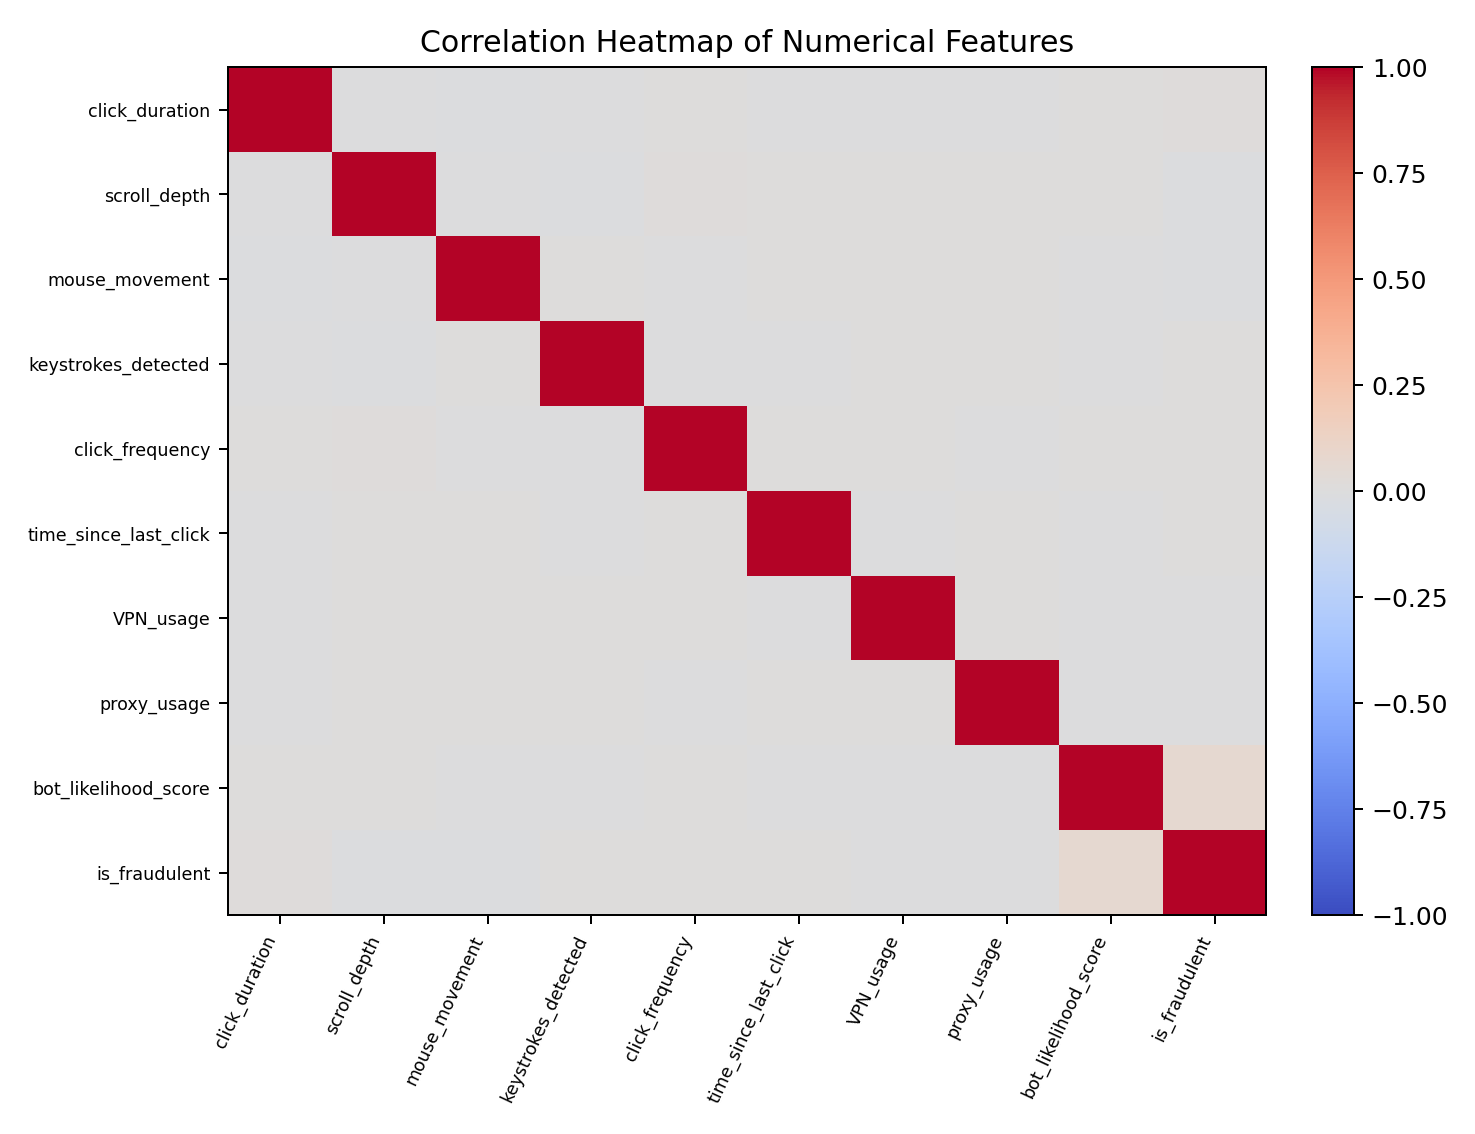 Correlation Heatmap of Numerical Features
click_duration
scroll_depth
mouse_movement
keystrokes_detected
click_frequency
time_since_last_click
VPN_usage
proxy_usage
bot_likelihood_score
is_fraudulent
click_duration
scroll_depth
mouse_movement
keystrokes_detected
click_frequency
time_since_last_click
VPN_usage
proxy_usage
bot_likelihood_score
is_fraudulent
1.00
0.75
0.50
0.25
0.00
−0.25
−0.50
−0.75
−1.00